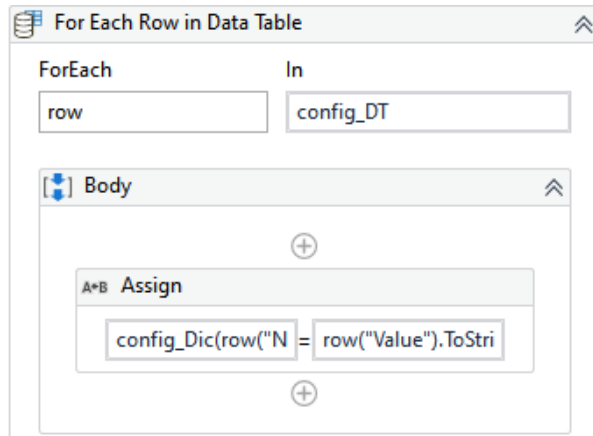 For Each Row in Data Table
ForEach In
row config_DT
Body
A←B Assign
config_Dic(row("N = row("Value").ToStri